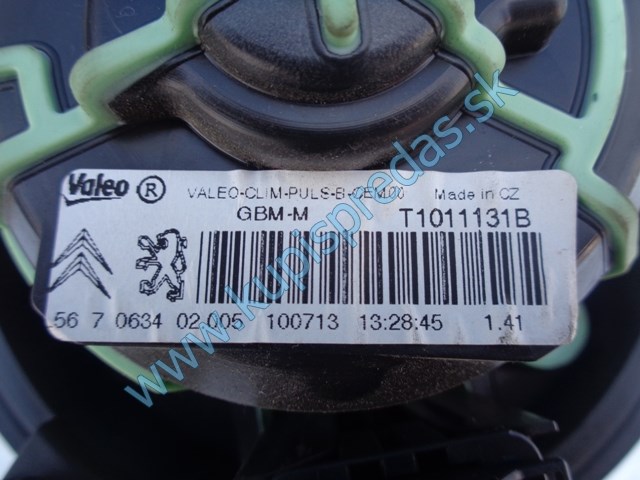 Valeo ® VALEO-CLIM-PULS-B-CEM00 Made in CZ
GBM-M T1011131B
56 7 0634 02 005 100713 13:28:45 1.41
www.kupispredas.sk